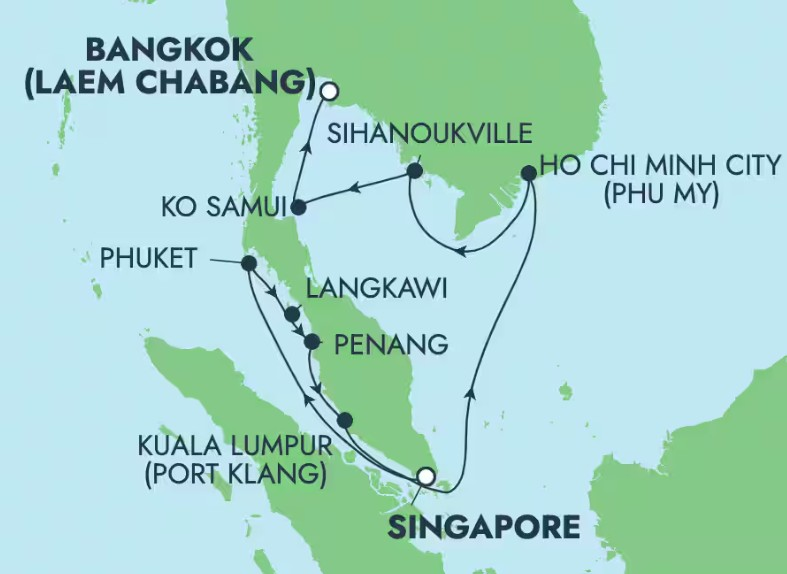 BANGKOK
(LAEM CHABANG)
SIHANOUKVILLE
HO CHI MINH CITY
(PHU MY)
KO SAMUI
PHUKET
LANGKAWI
PENANG
KUALA LUMPUR
(PORT KLANG)
SINGAPORE